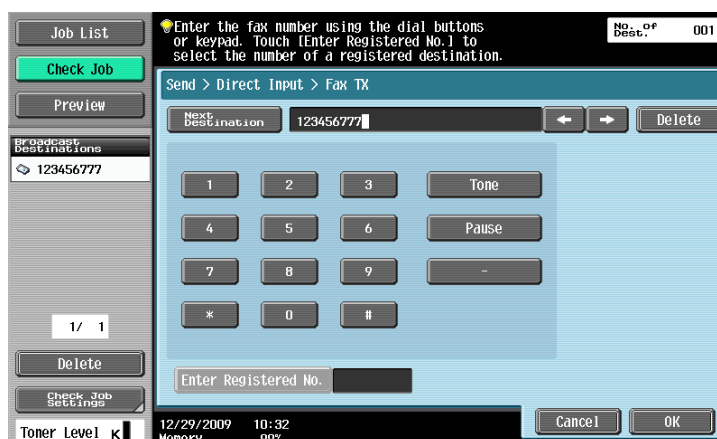 Job List
Check Job
Preview
Broadcast
Destinations
123456777
1/ 1
Delete
Check Job
Settings
Toner Level K
Enter the fax number using the dial buttons
or keypad. Touch [Enter Registered No.] to
select the number of a registered destination.
No. of
Dest.
001
Send > Direct Input > Fax TX
Next
Destination
123456777
← → Delete
1 2 3 Tone
4 5 6 Pause
7 8 9 -
* 0 #
Enter Registered No.
12/29/2009 10:32
Memory 99%
Cancel OK